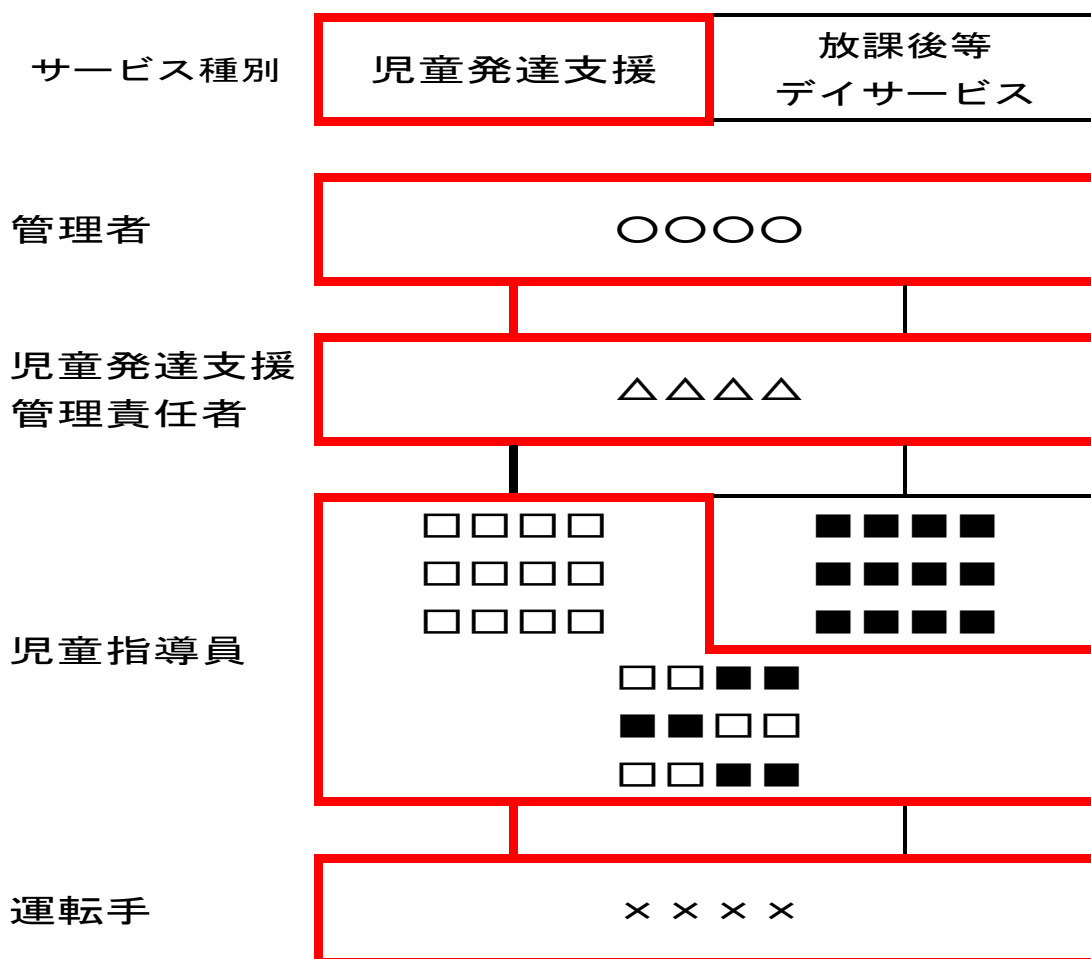 サービス種別
児童発達支援
放課後等
デイサービス
管理者
〇〇〇〇
児童発達支援
管理責任者
△△△△
児童指導員
□□□□
□□□□
□□□□
■■■■
■■■■
■■■■
□□■■
■■□□
□□■■
運転手
××××